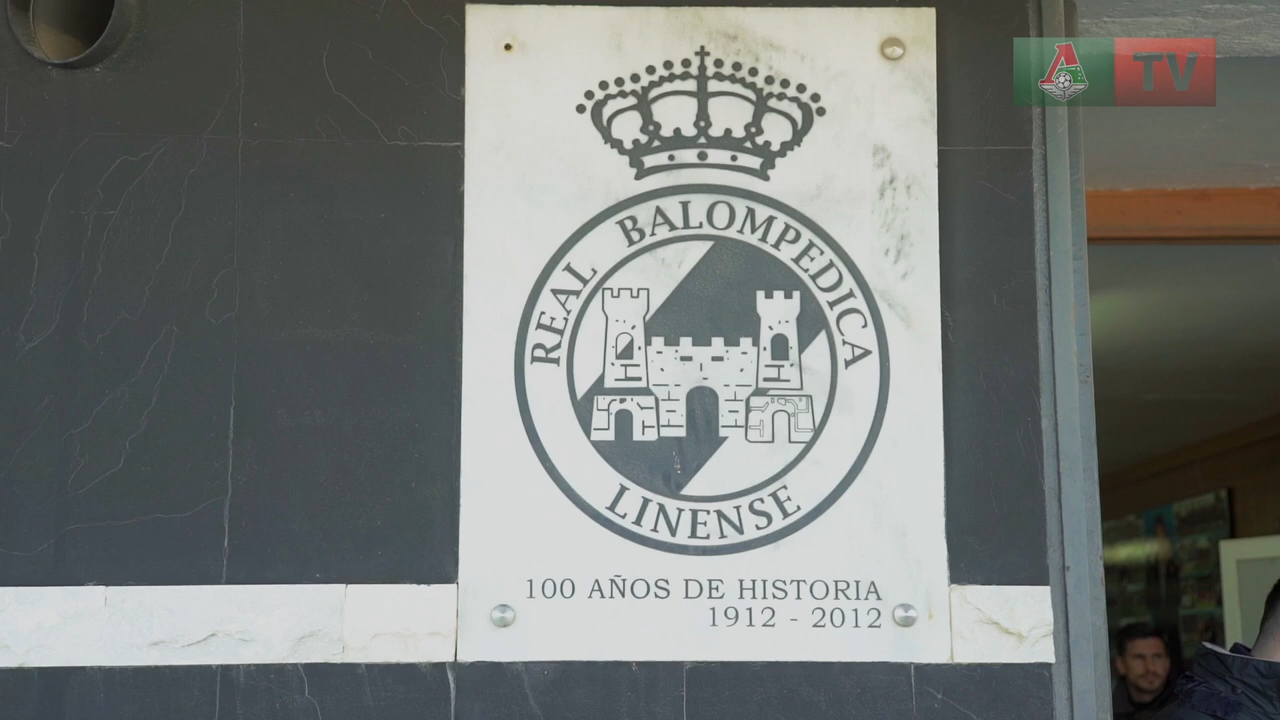 TV
REAL BALOMPEDICA
LINENSE
100 AÑOS DE HISTORIA
1912 - 2012